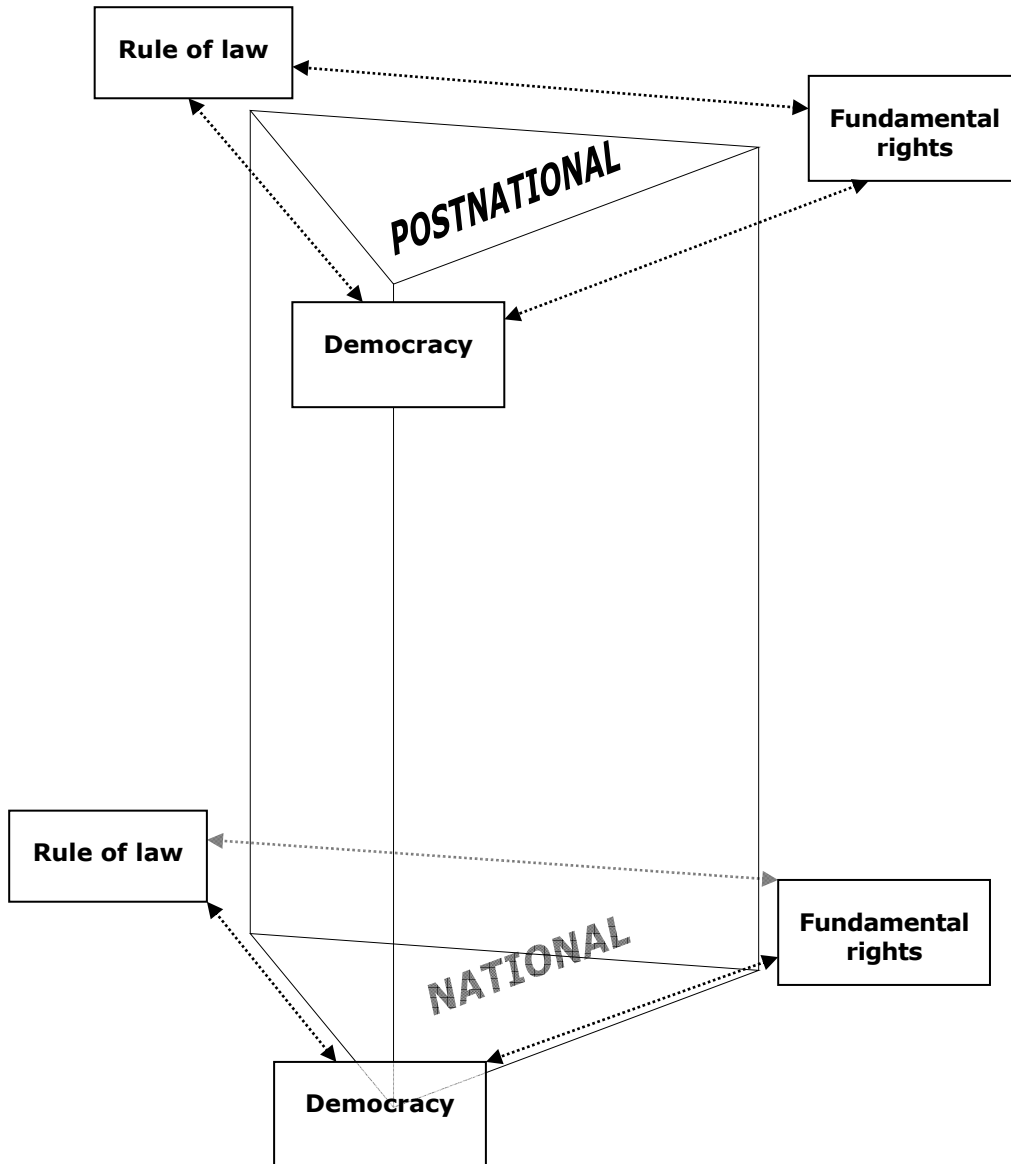 Rule of law
Fundamental
rights
POSTNATIONAL
Democracy
Rule of law
Fundamental
rights
NATIONAL
Democracy